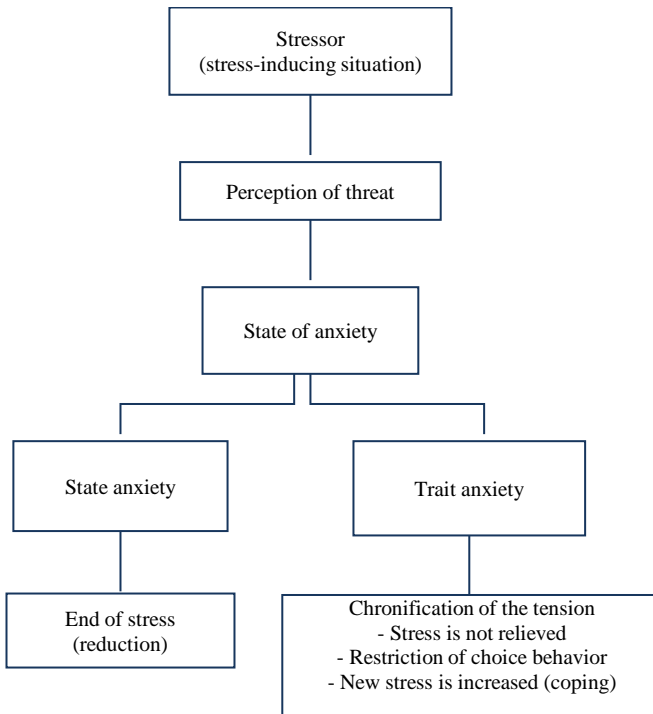 Stressor
(stress-inducing situation)
Perception of threat
State of anxiety
State anxiety
Trait anxiety
End of stress
(reduction)
Chronification of the tension
- Stress is not relieved
- Restriction of choice behavior
- New stress is increased (coping)